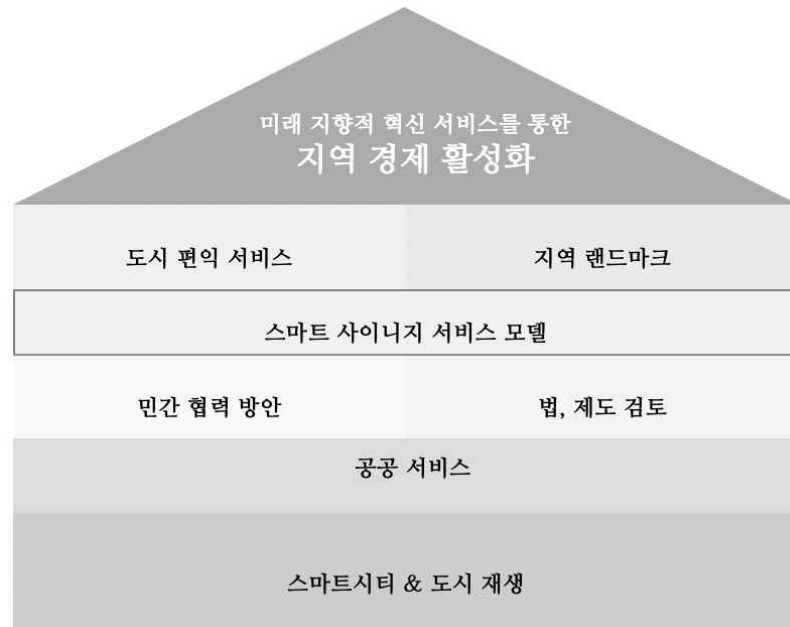 미래 지향적 혁신 서비스를 통한
지역 경제 활성화
도시 편익 서비스
지역 랜드마크
스마트 사이니지 서비스 모델
민간 협력 방안
법, 제도 검토
공공 서비스
스마트시티 & 도시 재생